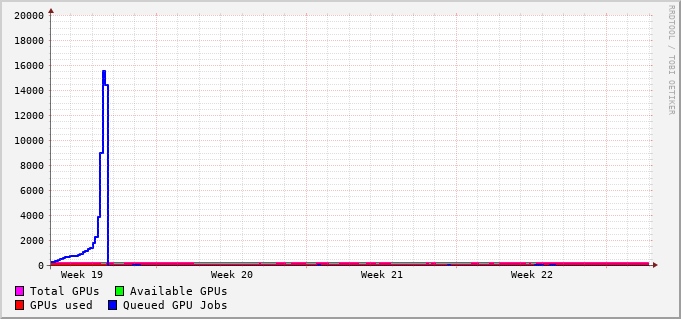 20000
18000
16000
14000
12000
10000
8000
6000
4000
2000
0
Week 19 Week 20 Week 21 Week 22
Total GPUs Available GPUs
GPUs used Queued GPU Jobs
RRDTOOL / TOBI OETIKER